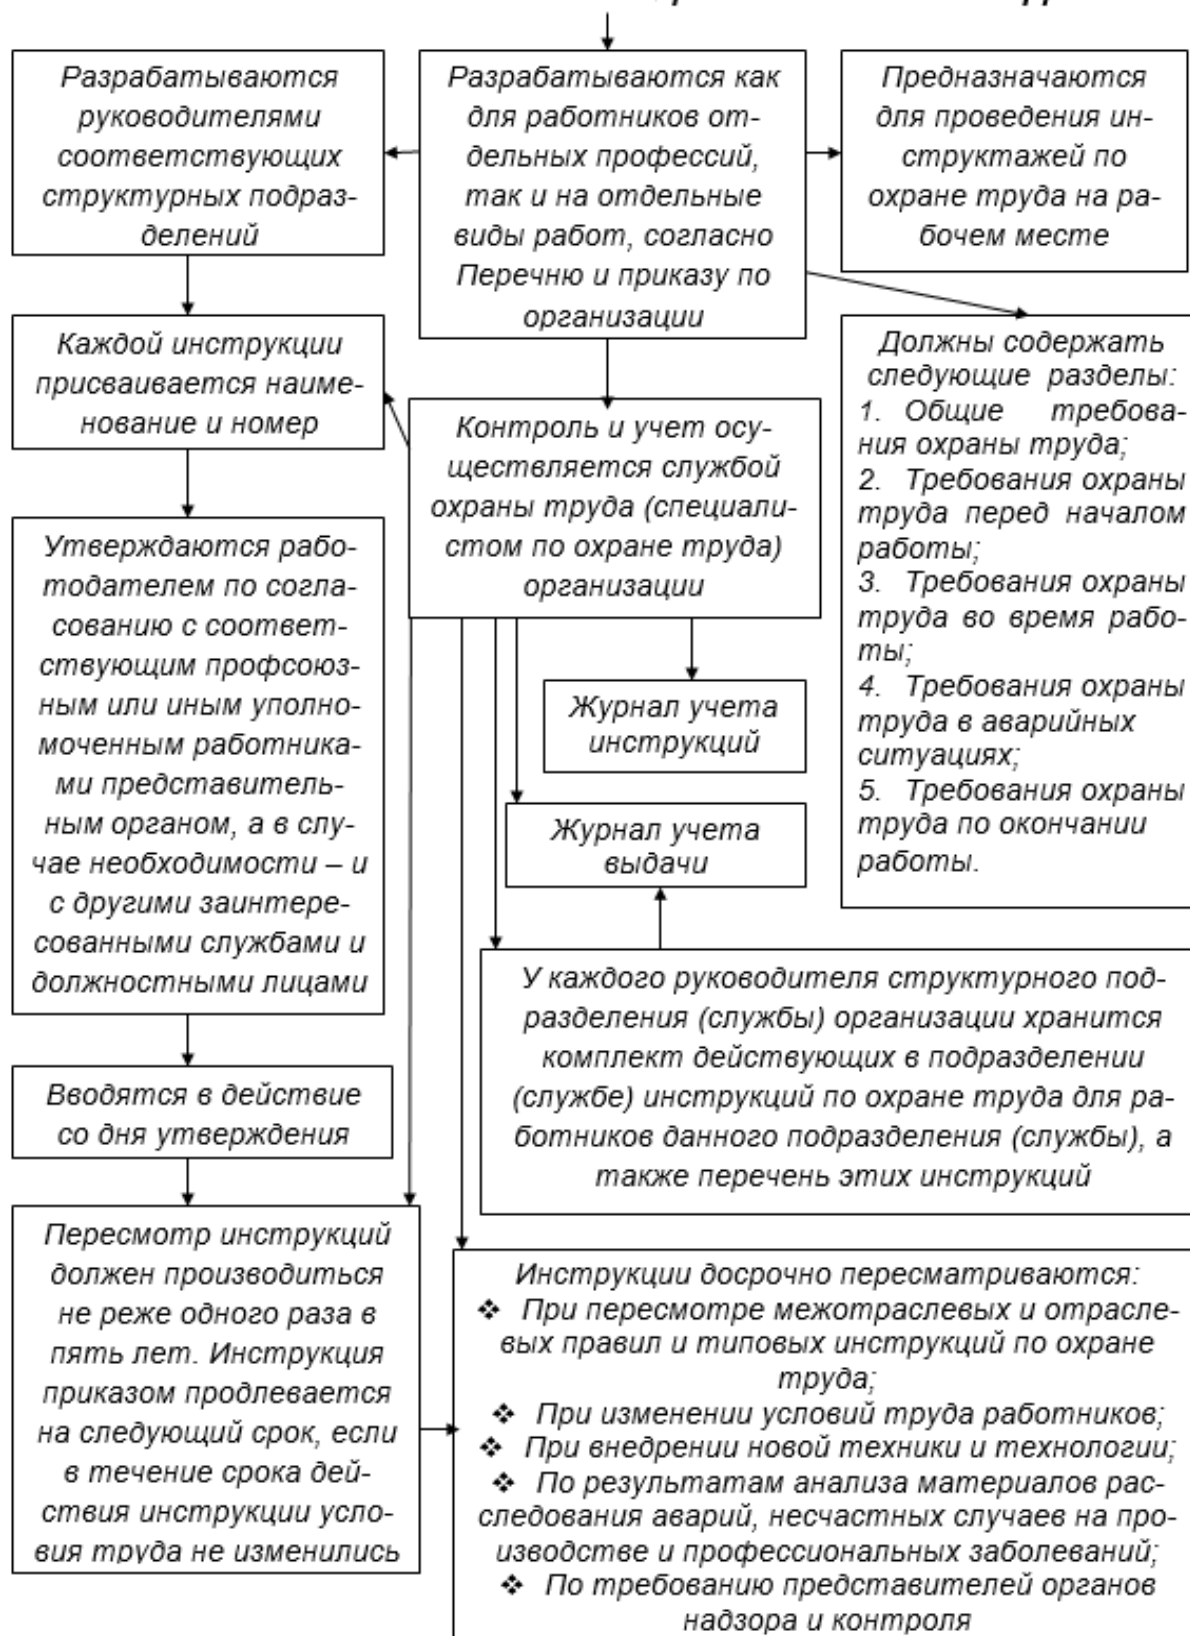 Разрабатываются
руководителями
соответствующих
структурных подраз-
делений
Разрабатываются как
для работников от-
дельных профессий,
так и на отдельные
виды работ, согласно
Перечню и приказу по
организации
Предназначаются
для проведения ин-
структажей по
охране труда на ра-
бочем месте
Каждой инструкции
присваивается наиме-
нование и номер
Контроль и учет осу-
ществляется службой
охраны труда (специали-
стом по охране труда)
организации
Должны содержать
следующие разделы:
1. Общие требова-
ния охраны труда;
2. Требования охраны
труда перед началом
работы;
3. Требования охраны
труда во время рабо-
ты;
4. Требования охраны
труда в аварийных
ситуациях;
5. Требования охраны
труда по окончании
работы.
Утверждаются рабо-
тодателем по согла-
сованию с соответ-
ствующим профсоюз-
ным или иным уполно-
моченным работника-
ми представитель-
ным органом, а в слу-
чае необходимости – и
с другими заинтере-
сованными службами и
должностными лицами
Журнал учета
инструкций
Журнал учета
выдачи
У каждого руководителя структурного под-
разделения (службы) организации хранится
комплект действующих в подразделении
(службе) инструкций по охране труда для ра-
ботников данного подразделения (службы), а
также перечень этих инструкций
Вводятся в действие
со дня утверждения
Пересмотр инструкций
должен производиться
не реже одного раза в
пять лет. Инструкция
приказом продлевается
на следующий срок, если
в течение срока дей-
ствия инструкции усло-
вия труда не изменились
Инструкции досрочно пересматриваются:
❖ При пересмотре межотраслевых и отрасле-
вых правил и типовых инструкций по охране
труда;
❖ При изменении условий труда работников;
❖ При внедрении новой техники и технологии;
❖ По результатам анализа материалов рас-
следования аварий, несчастных случаев на про-
изводстве и профессиональных заболеваний;
❖ По требованию представителей органов
надзора и контроля